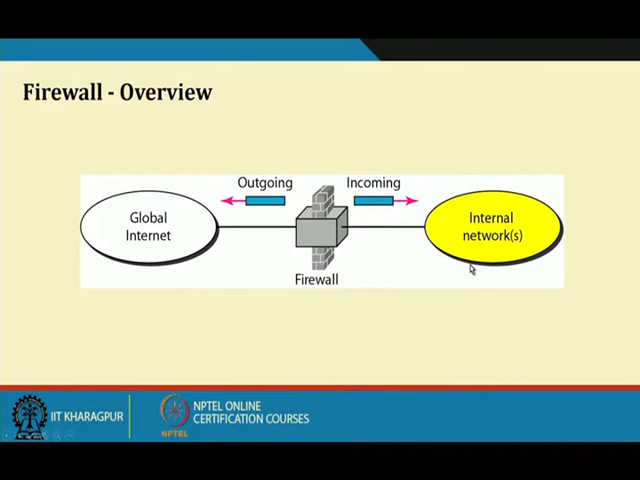 Firewall - Overview
Outgoing
Incoming
Global
Internet
Internal
network(s)
Firewall
IIT KHARAGPUR
NPTEL
NPTEL ONLINE
CERTIFICATION COURSES